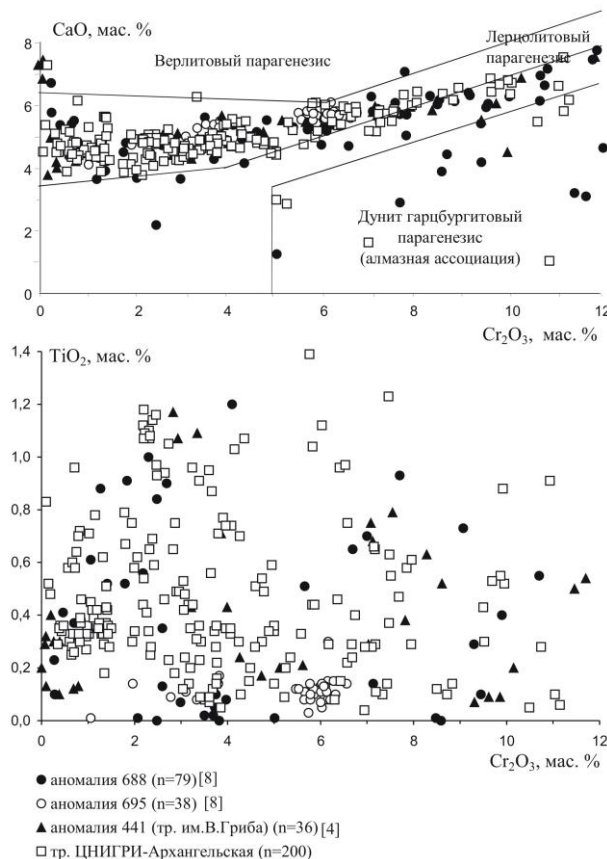 CaO, мас. %
8
6
4
2
0
Верлитовый парагенезис
Лерцолитовый
парагенезис
Дунит гарцбургитовый
парагенезис
(алмазная ассоциация)
0 2 4 6 8 10 12
Cr₂O₃, мас. %
TiO₂, мас. %
1,4
1,2
1,0
0,8
0,6
0,4
0,2
0,0
0 2 4 6 8 10 12
Cr₂O₃, мас. %
аномалия 688 (n=79) [8]
аномалия 695 (n=38) [8]
аномалия 441 (тр. им.В.Гриба) (n=36) [4]
тр. ЦНИГРИ-Архангельская (n=200)